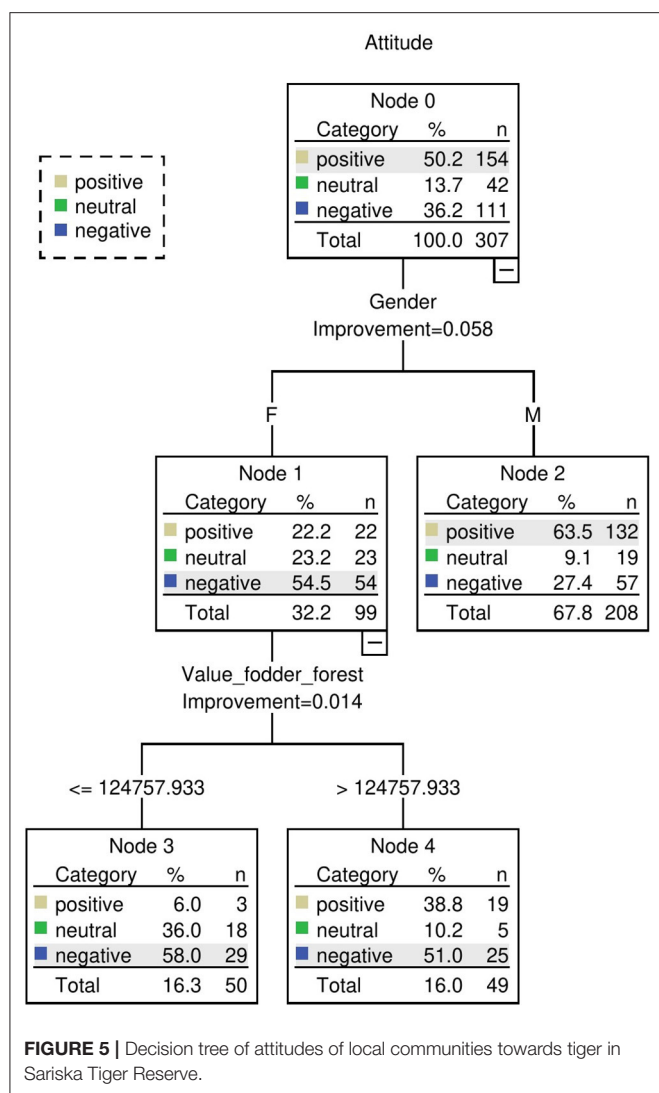 Attitude
Node 0
Category % n
positive 50.2 154
neutral 13.7 42
negative 36.2 111
Total 100.0 307
positive
neutral
negative
Gender
Improvement=0.058
F M
Node 1
Category % n
positive 22.2 22
neutral 23.2 23
negative 54.5 54
Total 32.2 99
Node 2
Category % n
positive 63.5 132
neutral 9.1 19
negative 27.4 57
Total 67.8 208
Value_fodder_forest
Improvement=0.014
<= 124757.933 > 124757.933
Node 3
Category % n
positive 6.0 3
neutral 36.0 18
negative 58.0 29
Total 16.3 50
Node 4
Category % n
positive 38.8 19
neutral 10.2 5
negative 51.0 25
Total 16.0 49
FIGURE 5 | Decision tree of attitudes of local communities towards tiger in
Sariska Tiger Reserve.